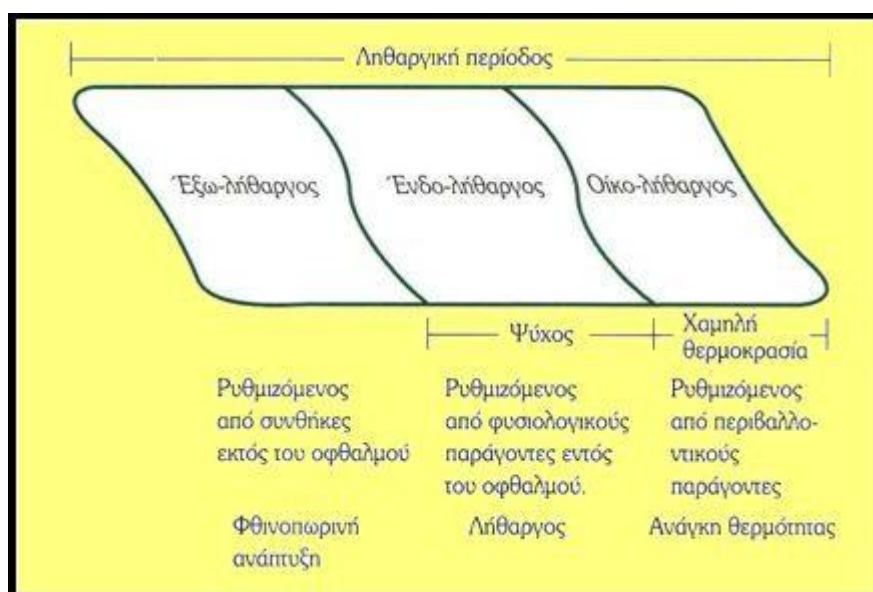 Ληθαργική περίοδος
Έξω-λήθαργος
Ένδο-λήθαργος
Οίκο-λήθαργος
Ψύχος
Χαμηλή
θερμοκρασία
Ρυθμιζόμενος
από συνθήκες
εκτός του οφθαλμού
Ρυθμιζόμενος
από φυσιολογικούς
παράγοντες εντός
του οφθαλμού.
Ρυθμιζόμενος
από περιβαλλο-
ντικούς
παράγοντες
Φθινοπωρινή
ανάπτυξη
Λήθαργος
Ανάγκη θερμότητας